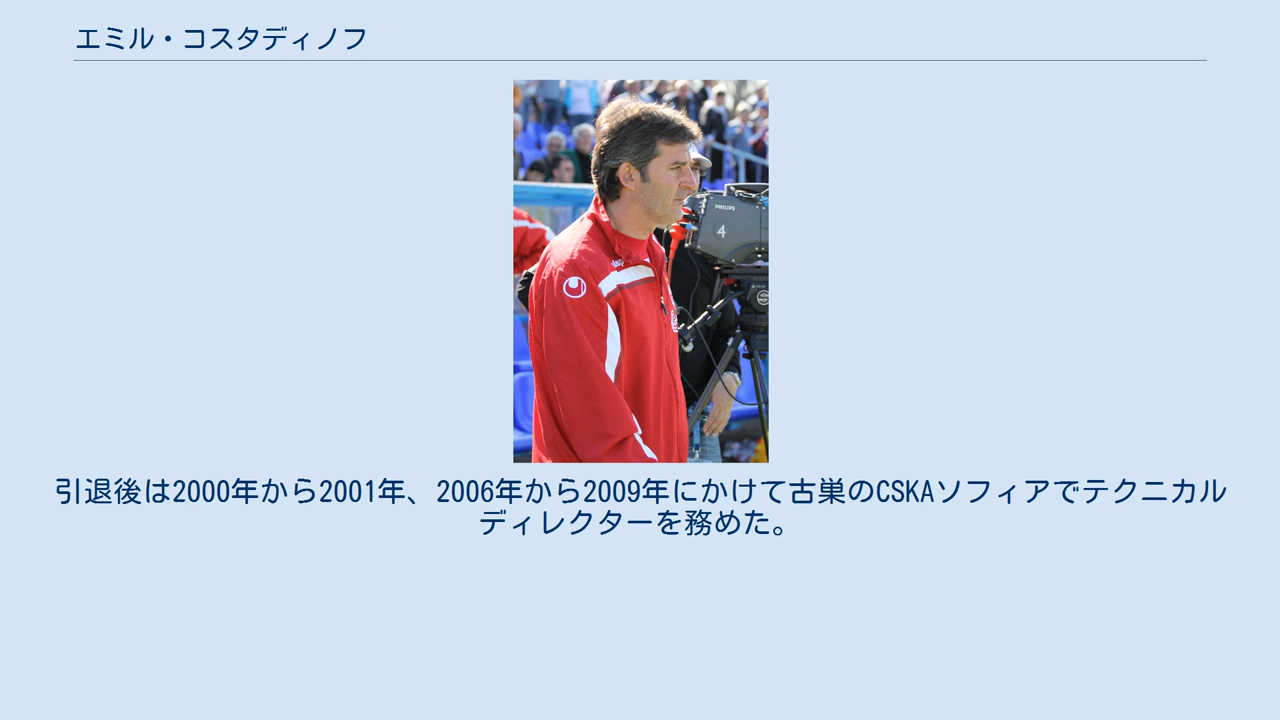 エミル・コスタディノフ
PHILIPS
4
引退後は2000年から2001年、2006年から2009年にかけて古巣のCSKAソフィアでテクニカル
ディレクターを務めた。